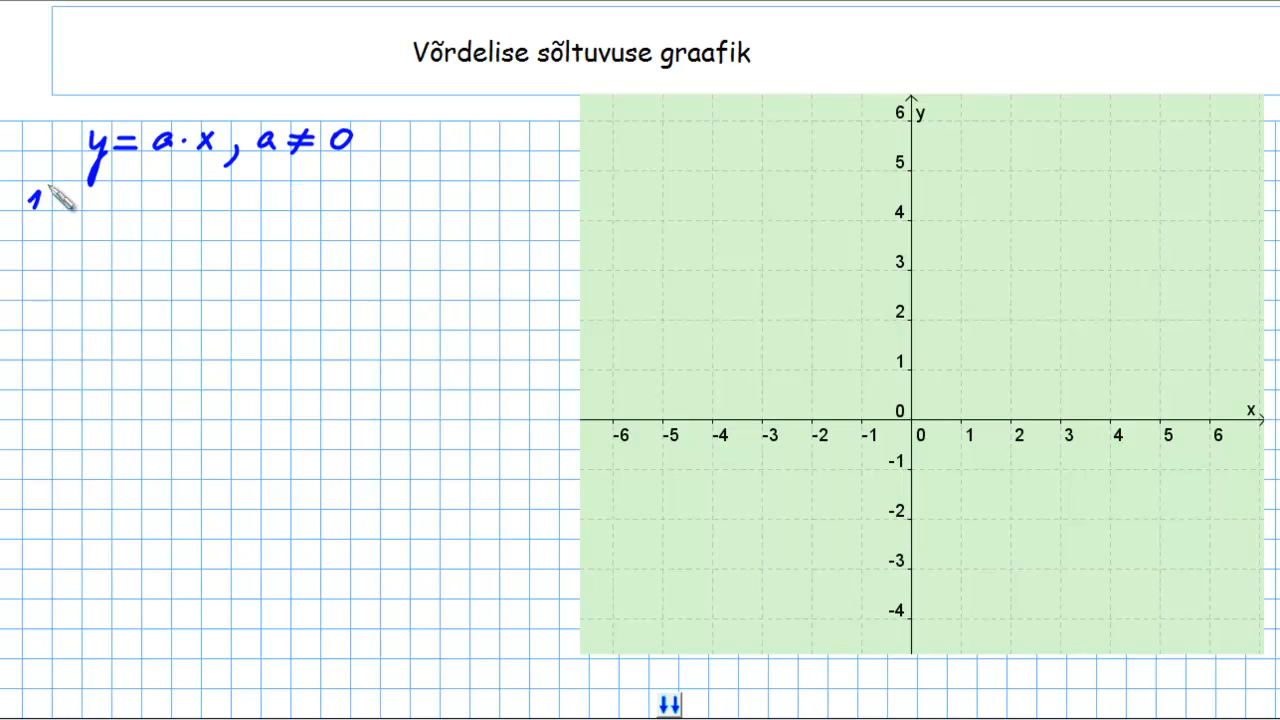 Võrdelise sõltuvuse graafik
y = a · x , a ≠ 0
1
6 y
5
4
3
2
1
0 x
-6 -5 -4 -3 -2 -1 0 1 2 3 4 5 6
-1
-2
-3
-4